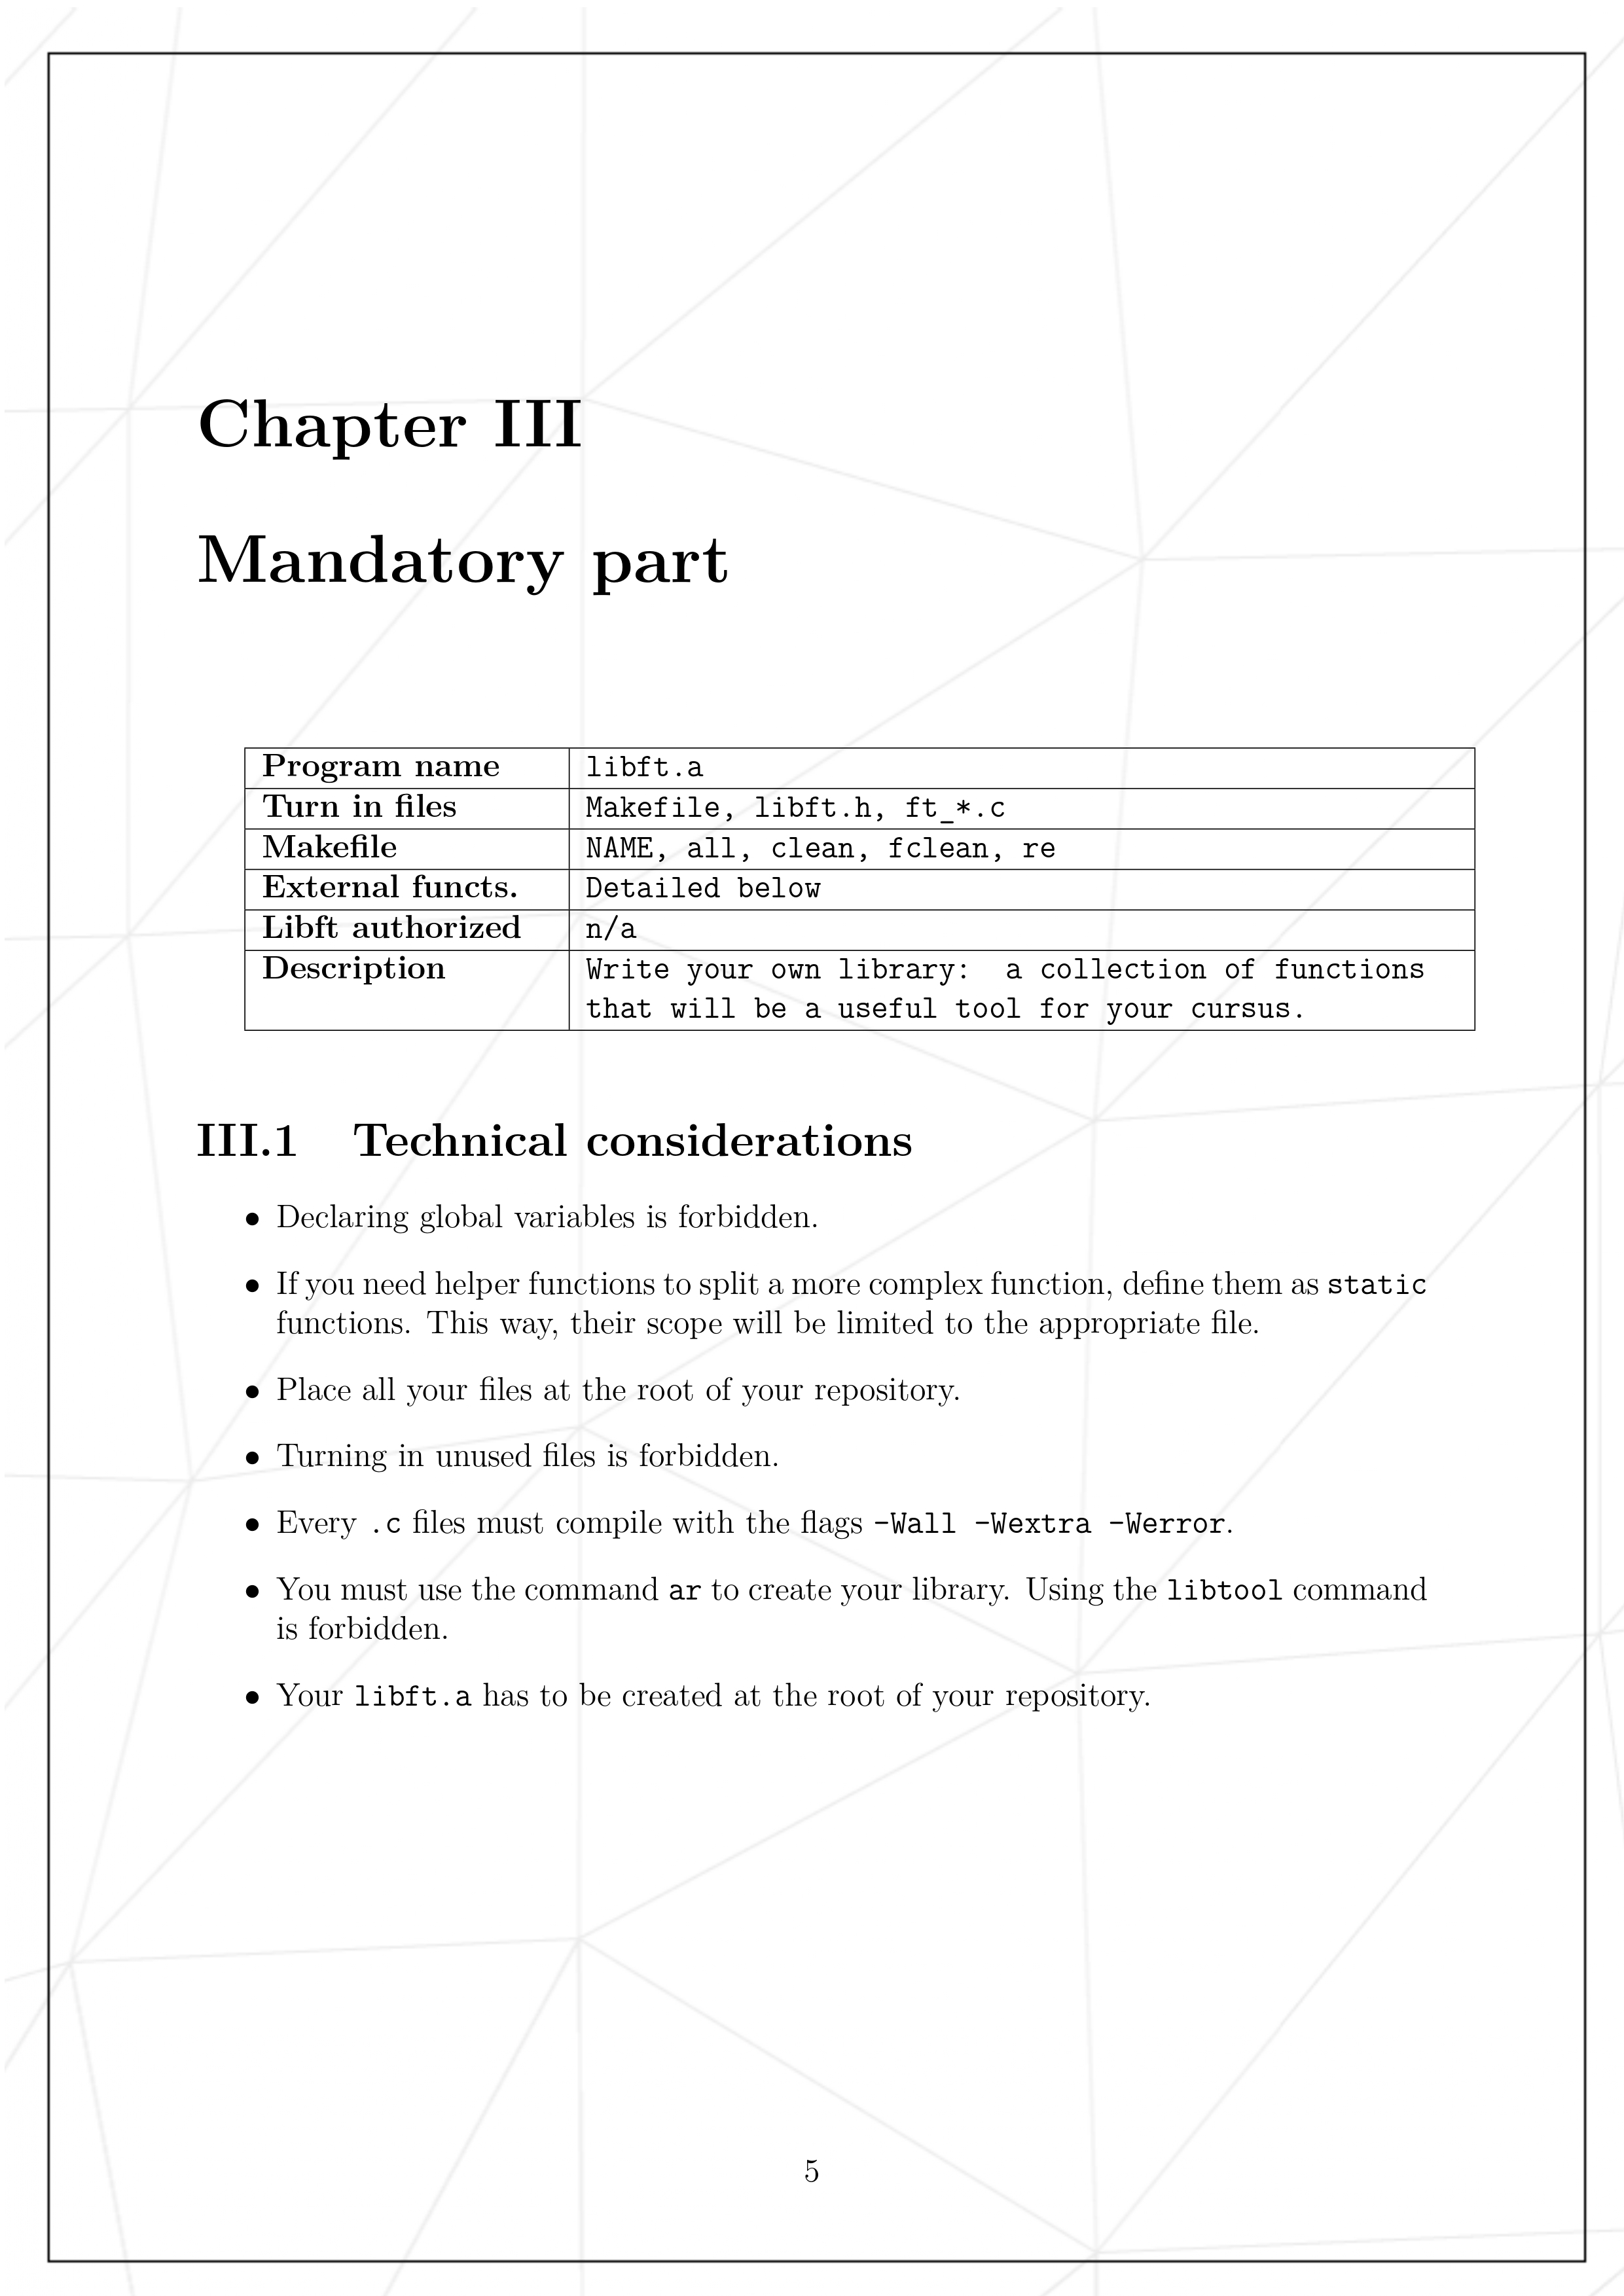 Chapter III
Mandatory part
Program name libft.a
Turn in files Makefile, libft.h, ft_*.c
Makefile NAME, all, clean, fclean, re
External functs. Detailed below
Libft authorized n/a
Description Write your own library: a collection of functions
that will be a useful tool for your cursus.
III.1 Technical considerations
• Declaring global variables is forbidden.
• If you need helper functions to split a more complex function, define them as static
functions. This way, their scope will be limited to the appropriate file.
• Place all your files at the root of your repository.
• Turning in unused files is forbidden.
• Every .c files must compile with the flags -Wall -Wextra -Werror.
• You must use the command ar to create your library. Using the libtool command
is forbidden.
• Your libft.a has to be created at the root of your repository.
5